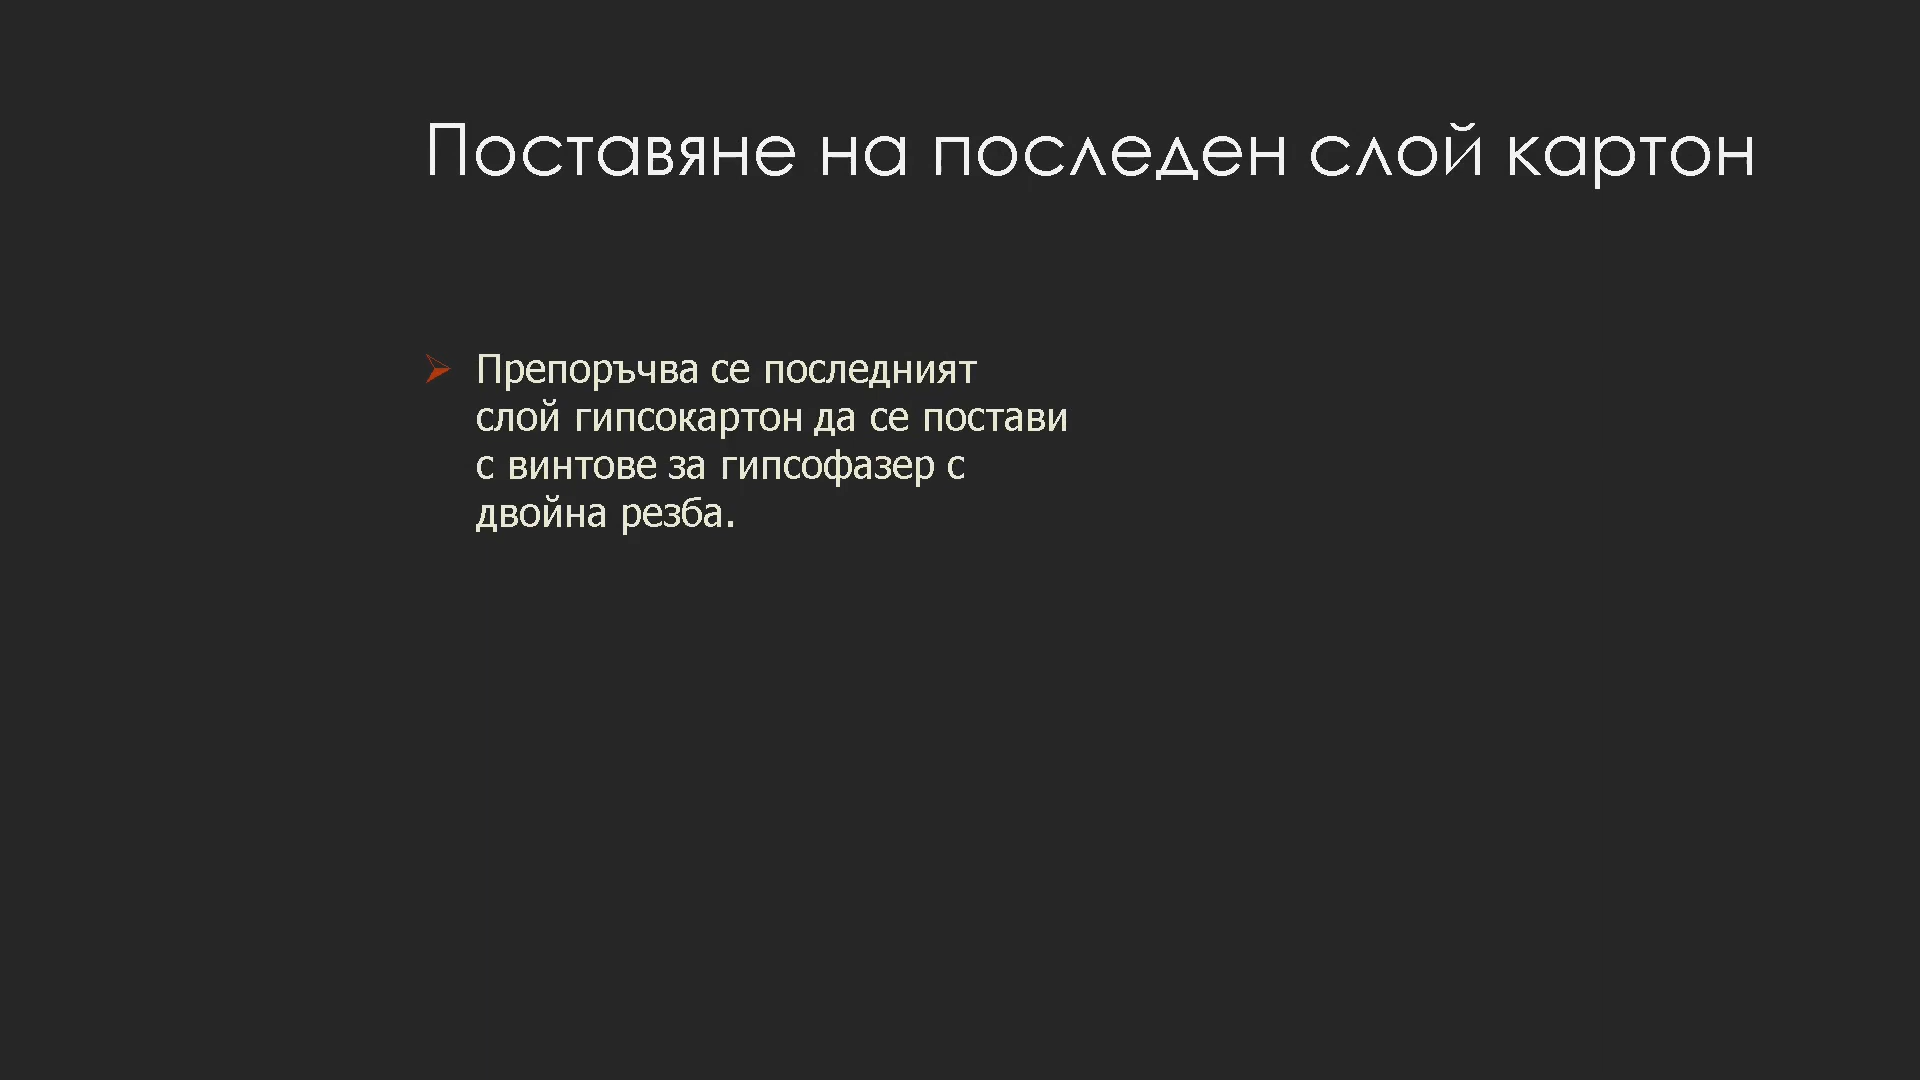 Поставяне на последен слой картон
Препоръчва се последният
слой гипсокартон да се постави
с винтове за гипсофазер с
двойна резба.